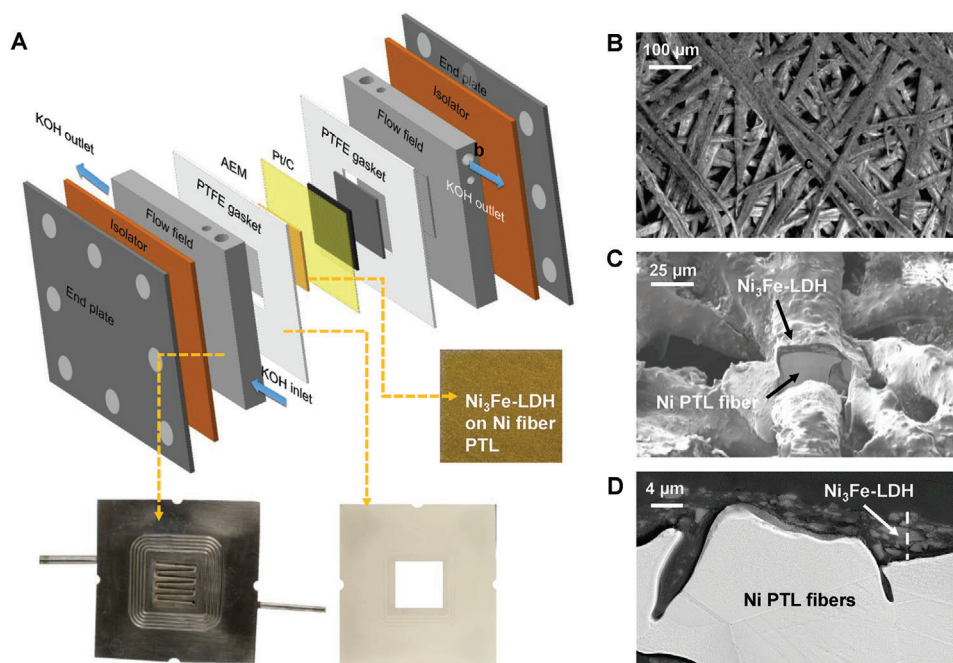 A
End plate
Isolator
Flow field
b
KOH outlet
PTFE gasket
Pt/C
AEM
PTFE gasket
KOH outlet
Flow field
Isolator
End plate
KOH inlet
Ni₃Fe-LDH
on Ni fiber
PTL
B
100 µm
c
C
25 µm
Ni₃Fe-LDH
Ni PTL fiber
D
4 µm
Ni₃Fe-LDH
Ni PTL fibers